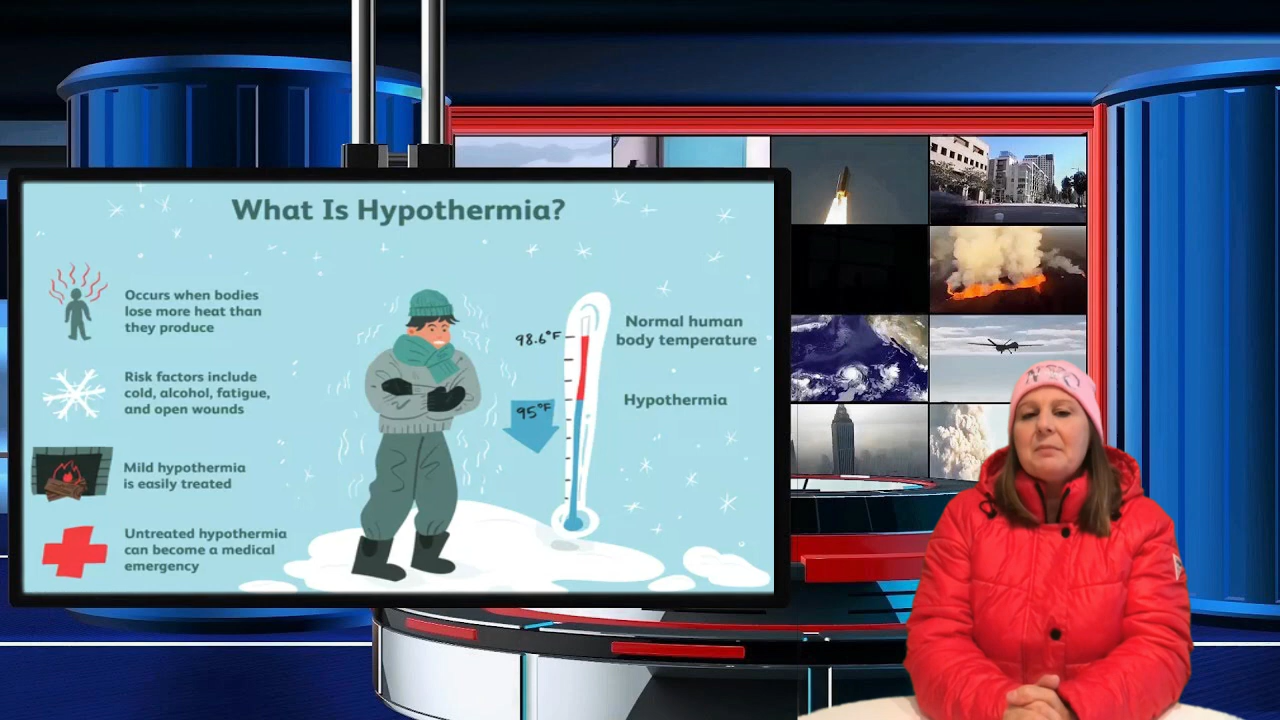 What Is Hypothermia?
Occurs when bodies
lose more heat than
they produce
Risk factors include
cold, alcohol, fatigue,
and open wounds
Mild hypothermia
is easily treated
Untreated hypothermia
can become a medical
emergency
98.6°F
Normal human
body temperature
95°F
Hypothermia